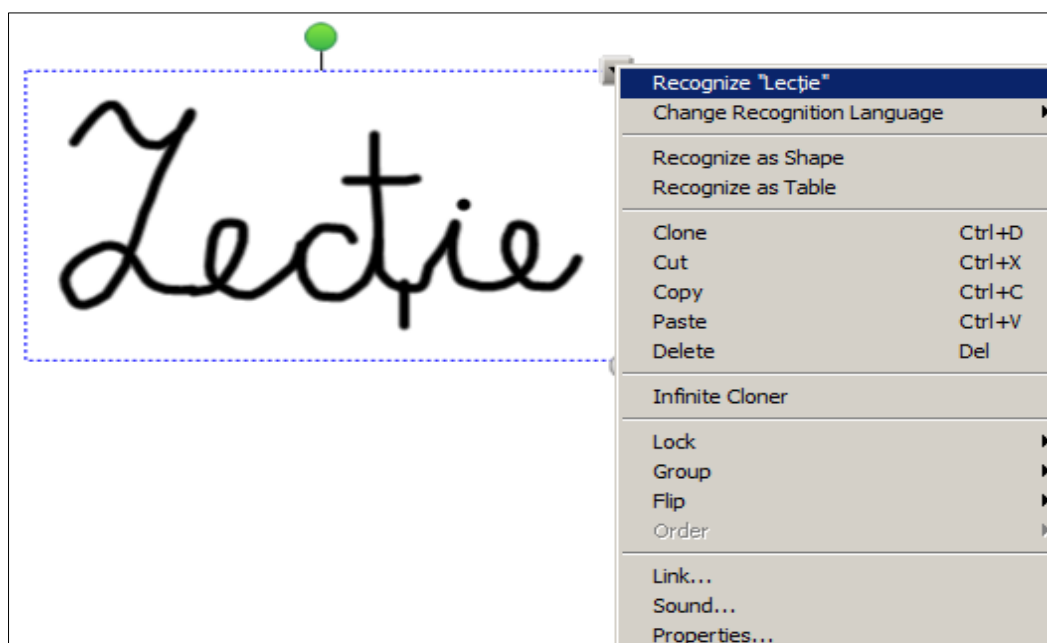 Lecție
Recognize "Lecţie"
Change Recognition Language
Recognize as Shape
Recognize as Table
Clone Ctrl+D
Cut Ctrl+X
Copy Ctrl+C
Paste Ctrl+V
Delete Del
Infinite Cloner
Lock
Group
Flip
Order
Link...
Sound...
Properties...